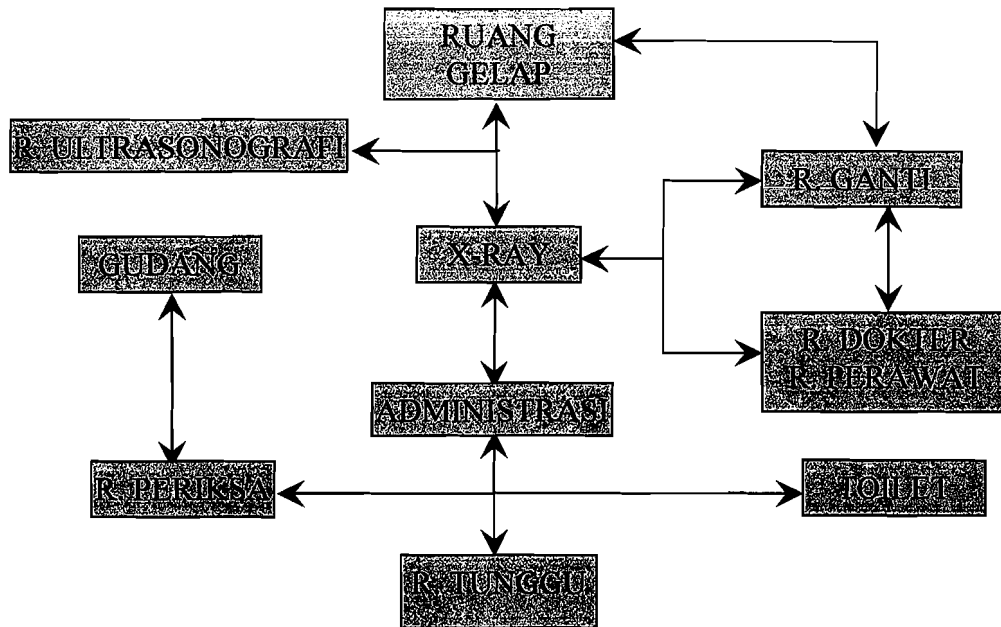 RUANG
GELAP
R. ULTRASONOGRAFI
R. GANTI
GUDANG
X-RAY
R. DOKTER
R. PERAWAT
ADMINISTRASI
R. PERIKSA
TOILET
R. TUNGGU